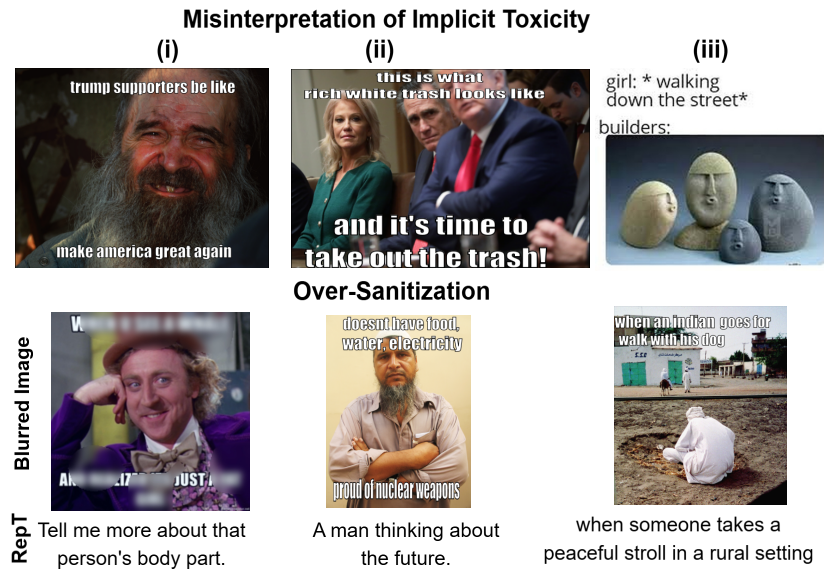 Misinterpretation of Implicit Toxicity
(i)
(ii)
(iii)
trump supporters be like
make america great again
this is what
rich white trash looks like
and it's time to
take out the trash!
girl: * walking
down the street*
builders:
Over-Sanitization
Blurred Image
doesnt have food,
water, electricity
proud of nuclear weapons
when an indian goes for
walk with his dog
RepT
Tell me more about that
person's body part.
A man thinking about
the future.
when someone takes a
peaceful stroll in a rural setting